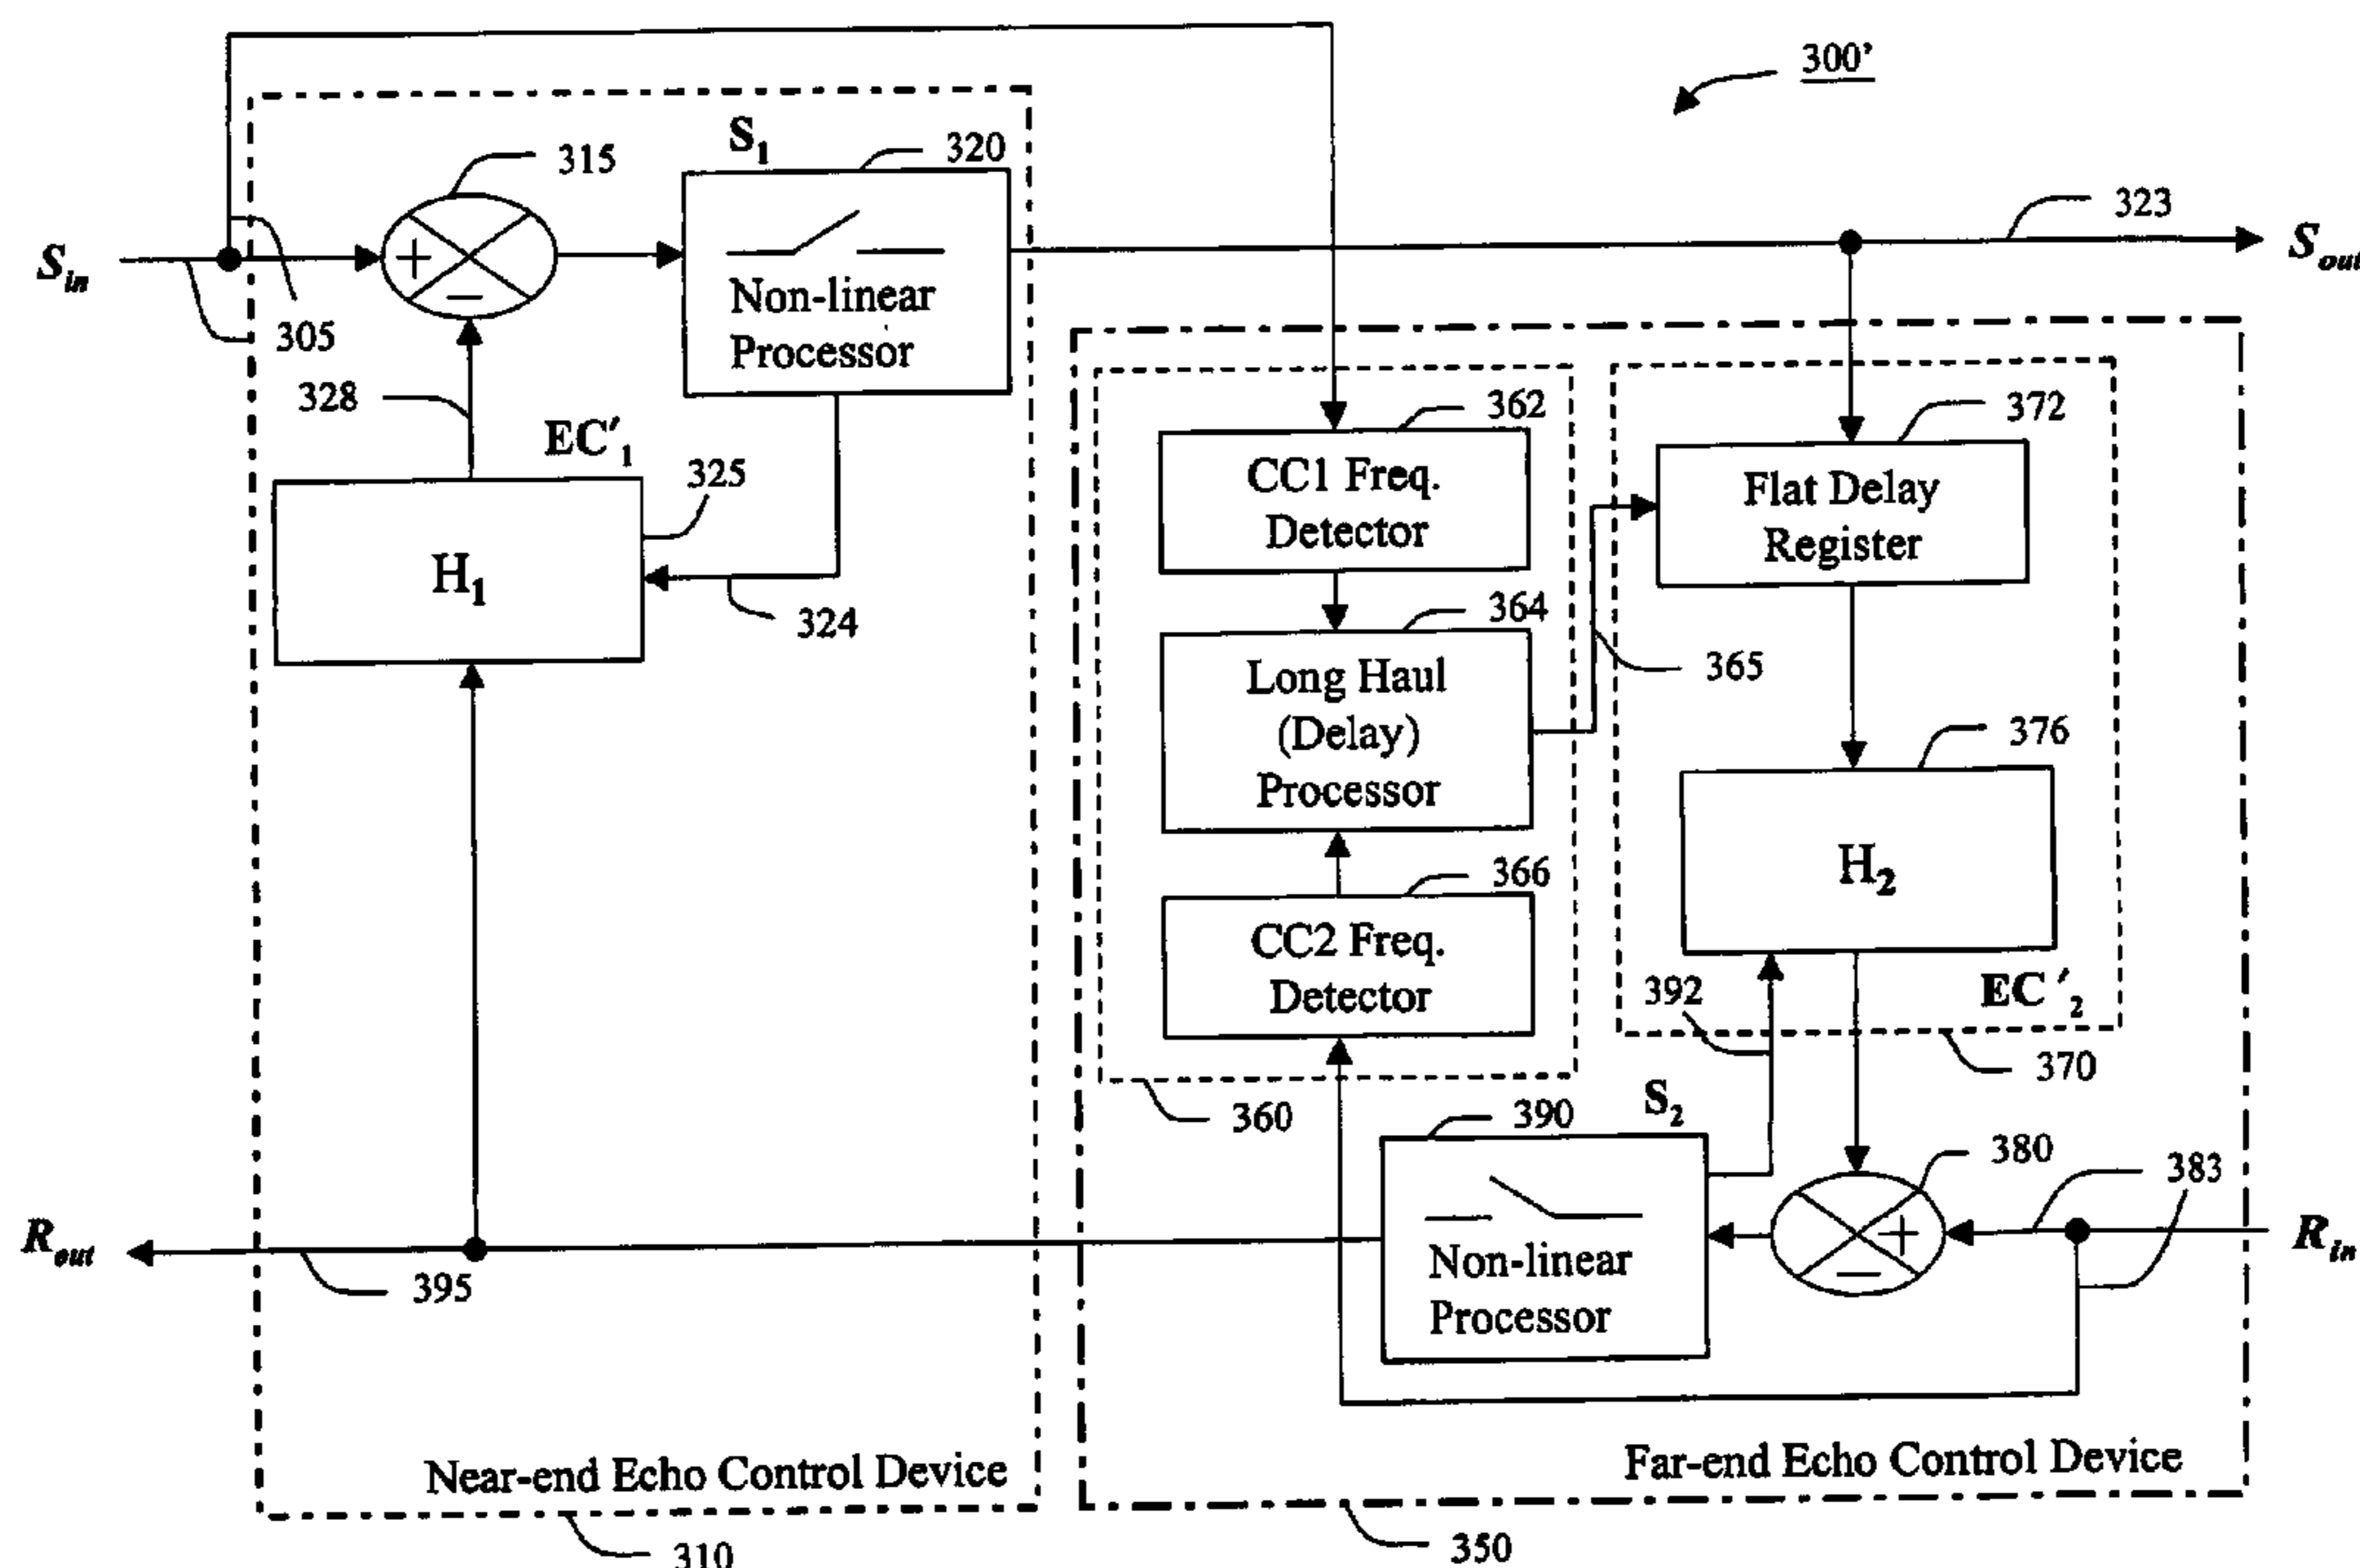 300'
S1
315
320
323
Sin
+
−
Sout
Non-linear
Processor
305
328
EC'1
325
H1
324
362
CC1 Freq.
Detector
372
Flat Delay
Register
364
Long Haul
(Delay)
Processor
365
376
H2
366
CC2 Freq.
Detector
392
EC'2
370
360
S2
390
380
383
Rout
395
Non-linear
Processor
+
−
Rin
Near-end Echo Control Device
Far-end Echo Control Device
310
350